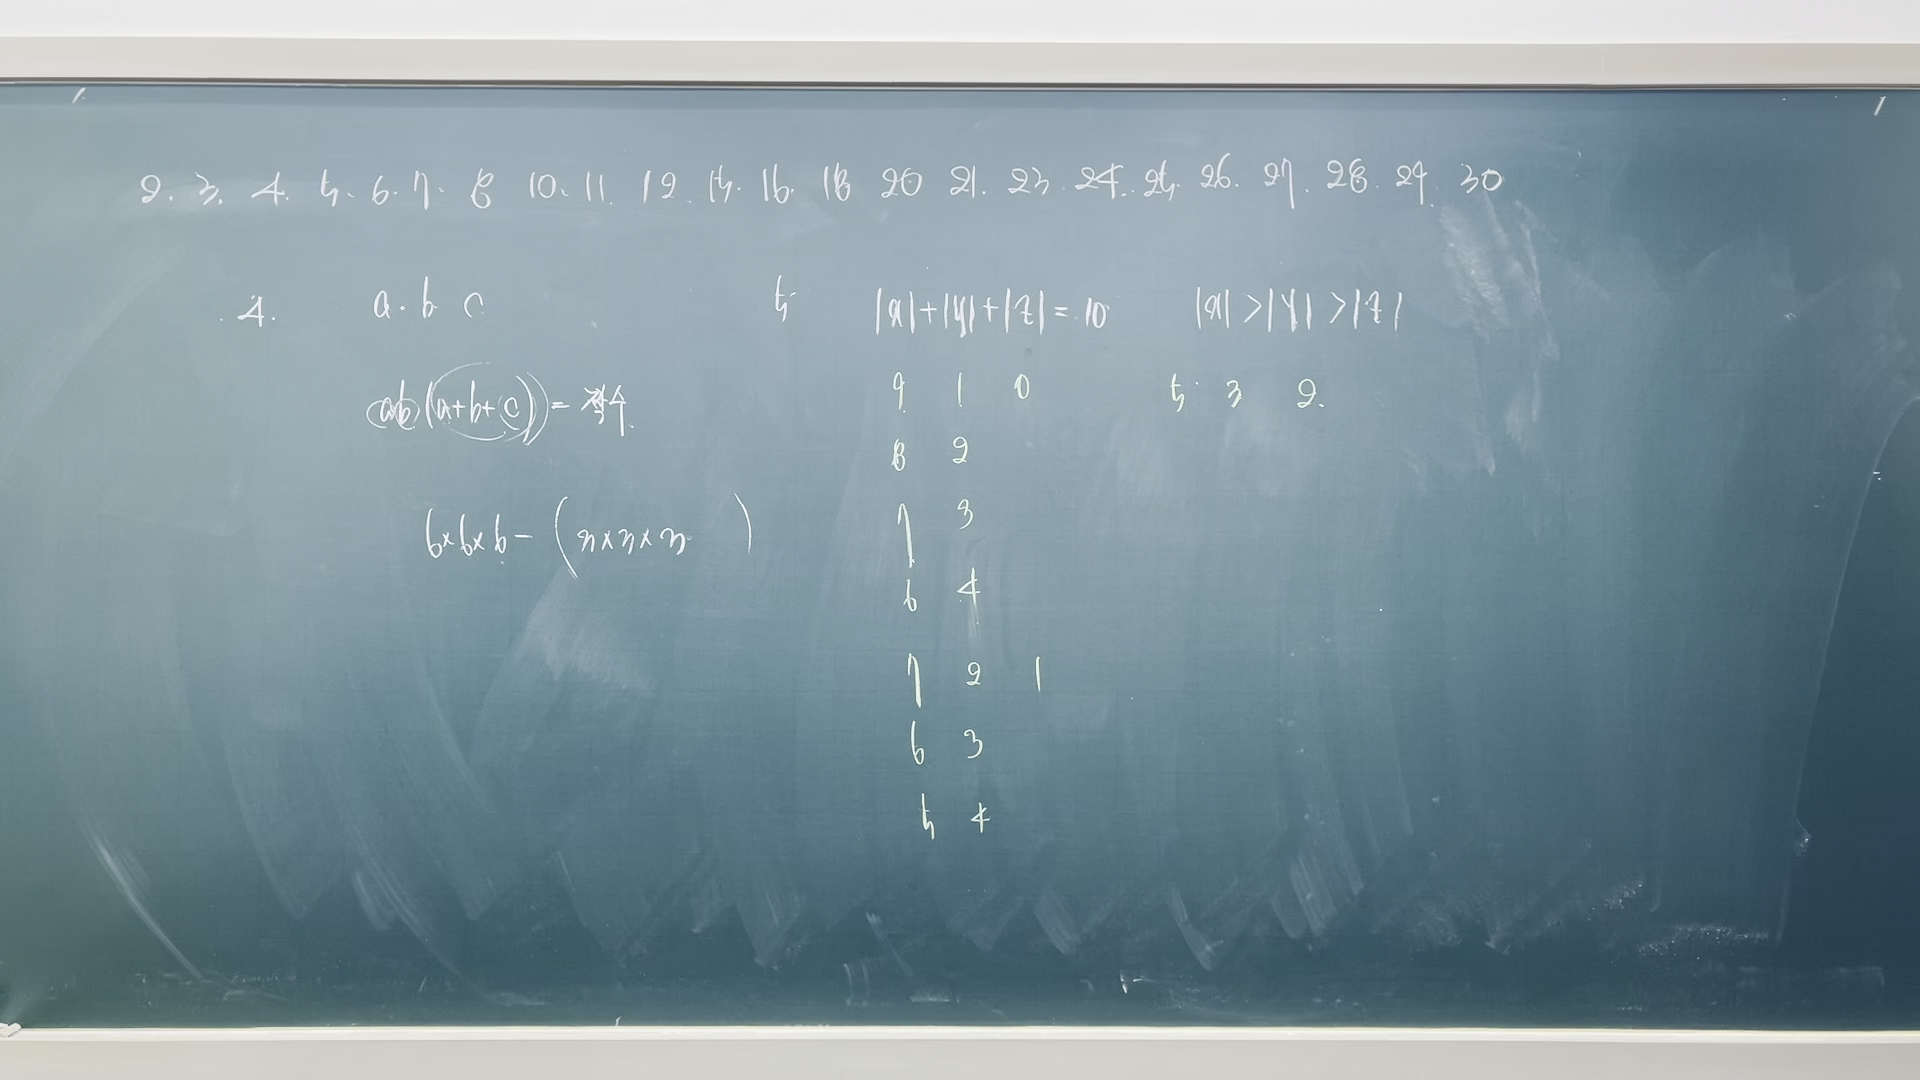 2. 3. 4. 5. 6. 7. 8 10. 11. 12. 15. 16. 18 20 21. 23 24. 25. 26. 27. 28. 29. 30
4. a. b c
ab(a+b+c) = 짝수.
6×6×6 - (3×3×3 )
5 |x|+|y|+|z| = 10 |x| > |y| > |z|
9 1 0 5 3 2.
8 2
7 3
6 4
7 2 1
6 3
5 4